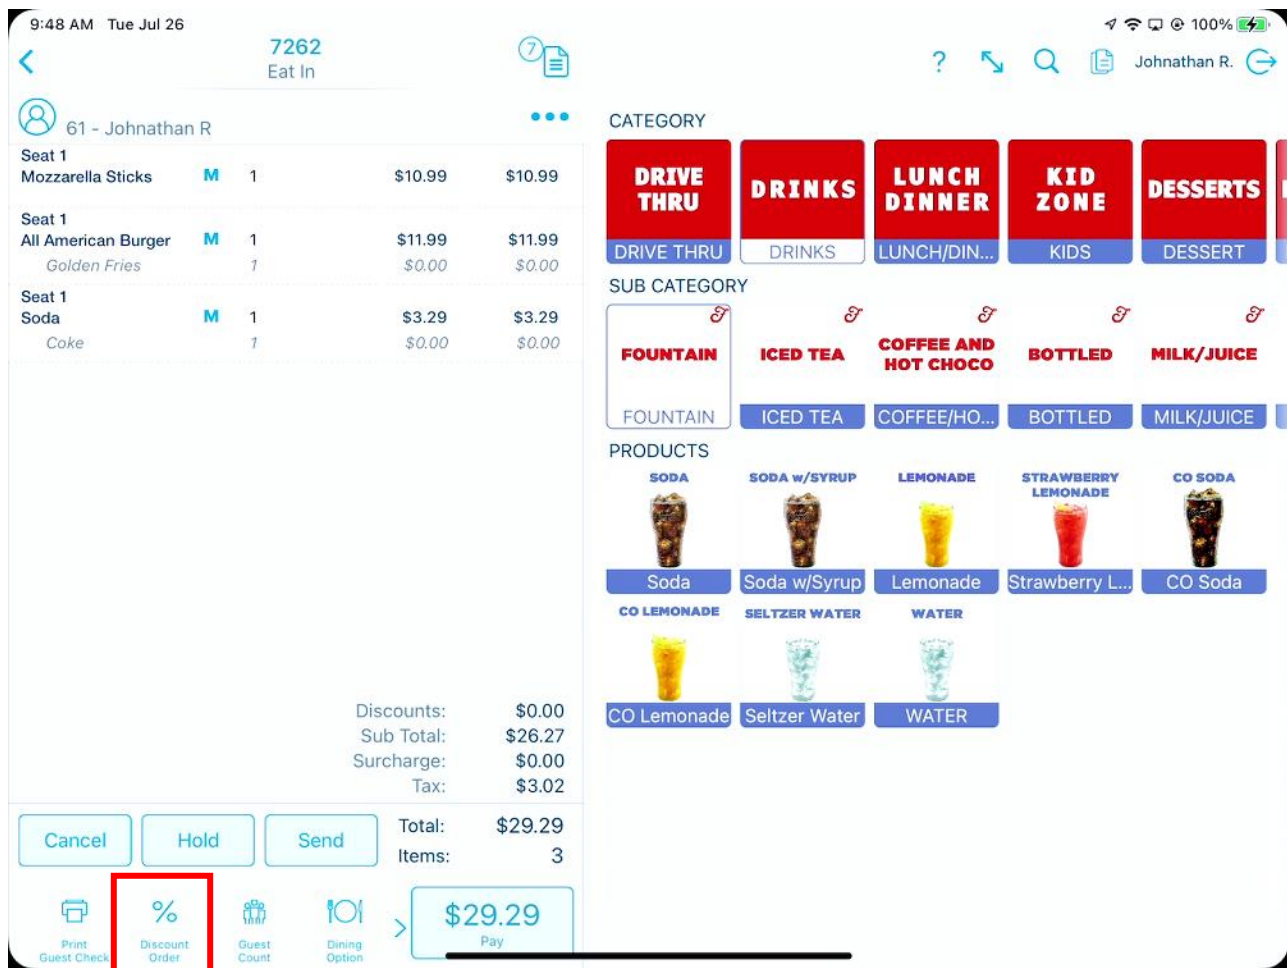 9:48 AM Tue Jul 26
100%
7262
Eat In
7
?
Johnathan R.
61 - Johnathan R
Seat 1
Mozzarella Sticks M 1 $10.99 $10.99
Seat 1
All American Burger M 1 $11.99 $11.99
Golden Fries 1 $0.00 $0.00
Seat 1
Soda M 1 $3.29 $3.29
Coke 1 $0.00 $0.00
Discounts: $0.00
Sub Total: $26.27
Surcharge: $0.00
Tax: $3.02
Cancel
Hold
Send
Total: $29.29
Items: 3
Print
Guest Check
%
Discount
Order
Guest
Count
Dining
Option
$29.29
Pay
CATEGORY
DRIVE
THRU
DRIVE THRU
DRINKS
DRINKS
LUNCH
DINNER
LUNCH/DIN...
KID
ZONE
KIDS
DESSERTS
DESSERT
SUB CATEGORY
FOUNTAIN
FOUNTAIN
ICED TEA
ICED TEA
COFFEE AND
HOT CHOCO
COFFEE/HO...
BOTTLED
BOTTLED
MILK/JUICE
MILK/JUICE
PRODUCTS
SODA
Soda
SODA w/SYRUP
Soda w/Syrup
LEMONADE
Lemonade
STRAWBERRY
LEMONADE
Strawberry L...
CO SODA
CO Soda
CO LEMONADE
CO Lemonade
SELTZER WATER
Seltzer Water
WATER
WATER